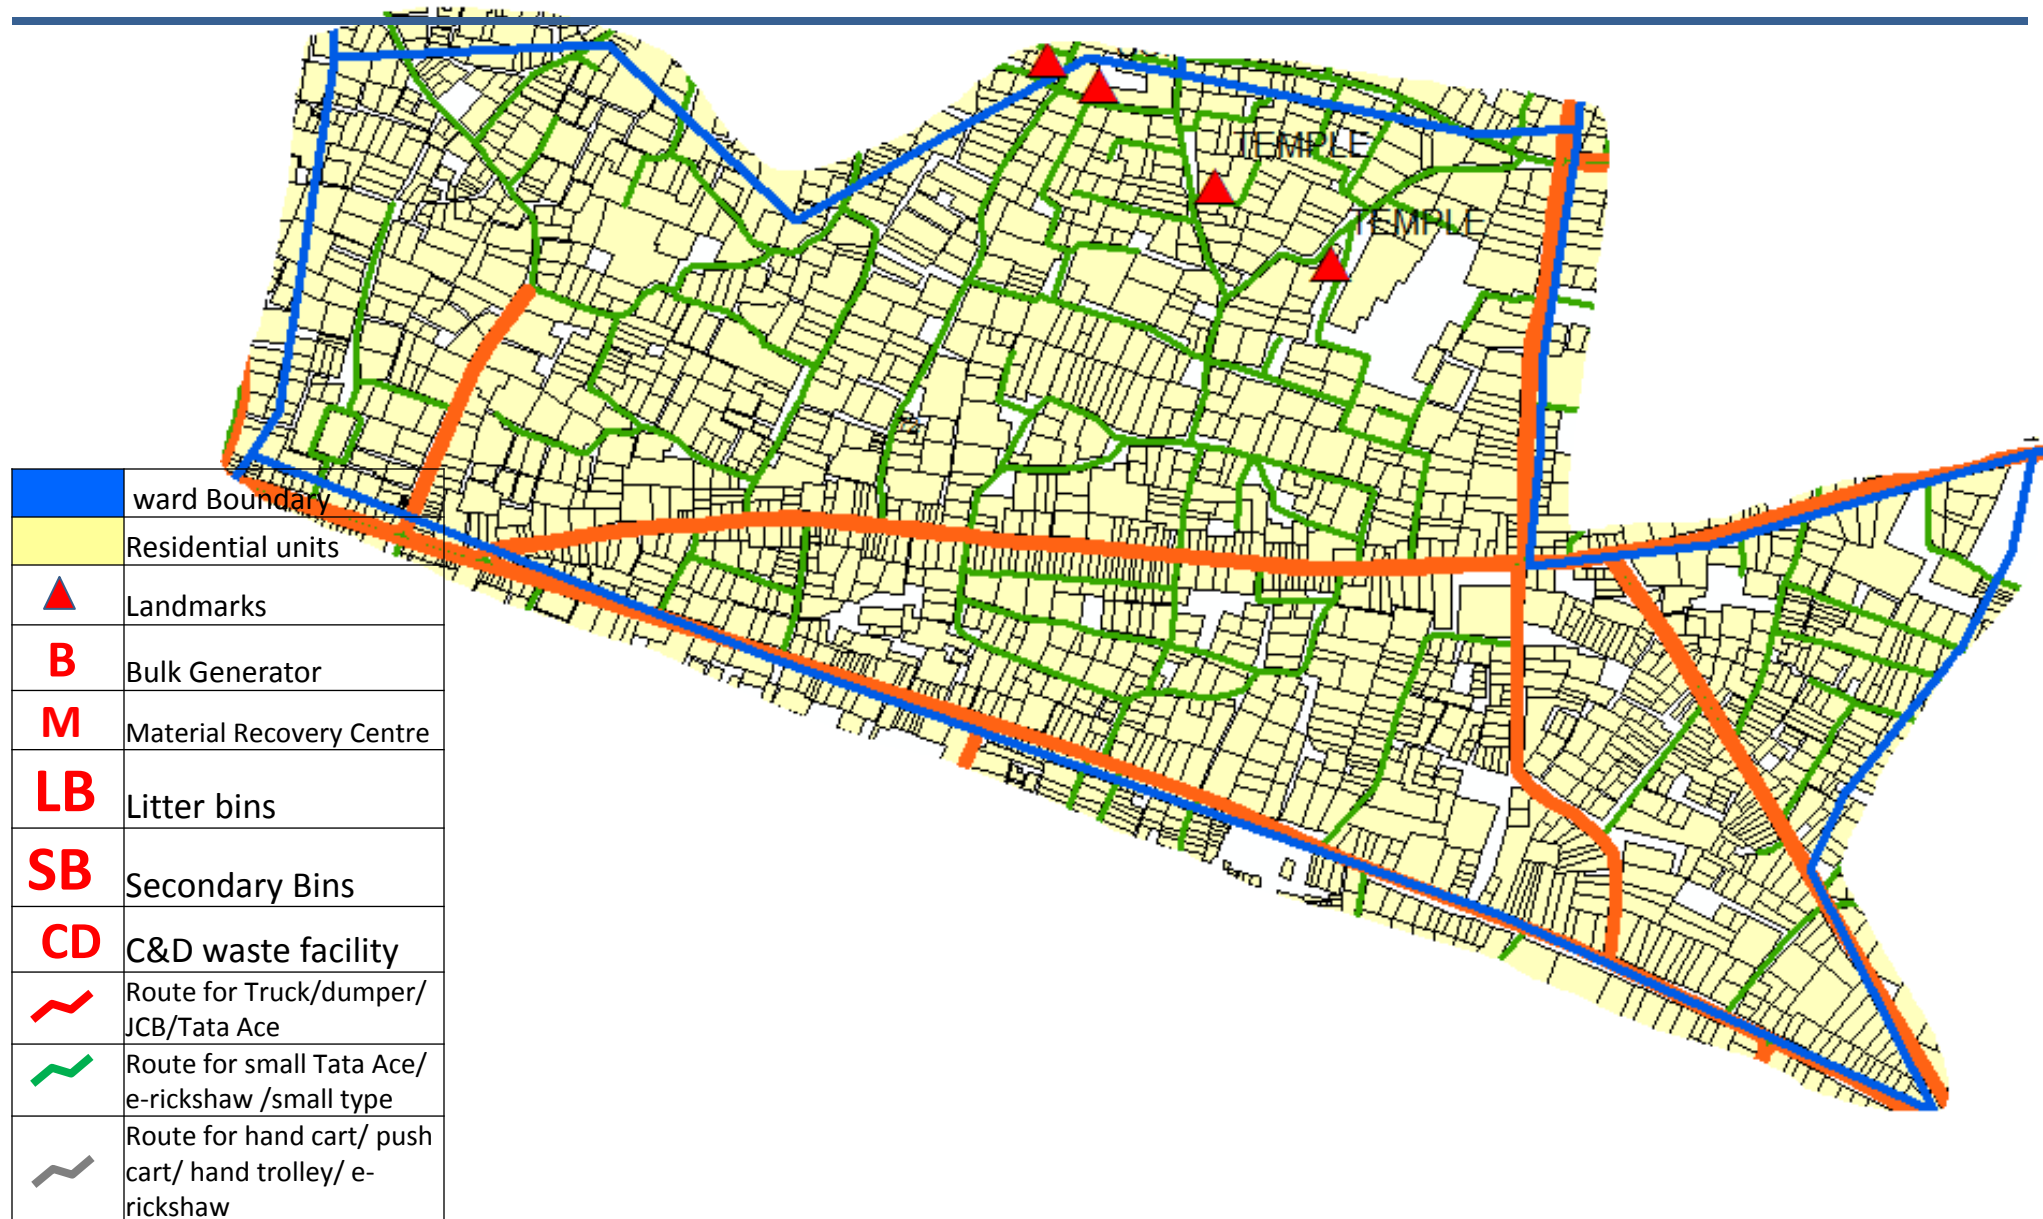 TEMPLE
TEMPLE
ward Boundary
Residential units
Landmarks
B
Bulk Generator
M
Material Recovery Centre
LB
Litter bins
SB
Secondary Bins
CD
C&D waste facility
Route for Truck/dumper/
JCB/Tata Ace
Route for small Tata Ace/
e-rickshaw /small type
Route for hand cart/ push
cart/ hand trolley/ e-
rickshaw